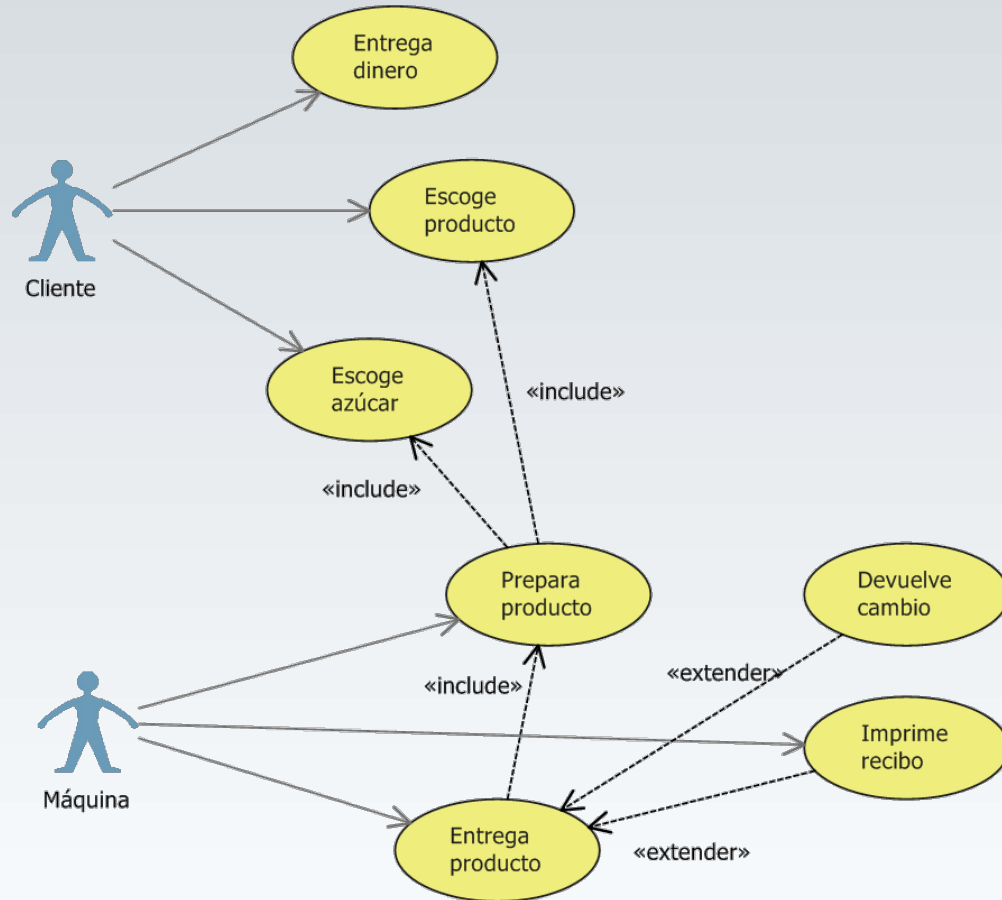 Entrega
dinero
Escoge
producto
Cliente
Escoge
azúcar
«include»
«include»
Prepara
producto
Devuelve
cambio
«include»
«extender»
Imprime
recibo
Máquina
Entrega
producto
«extender»